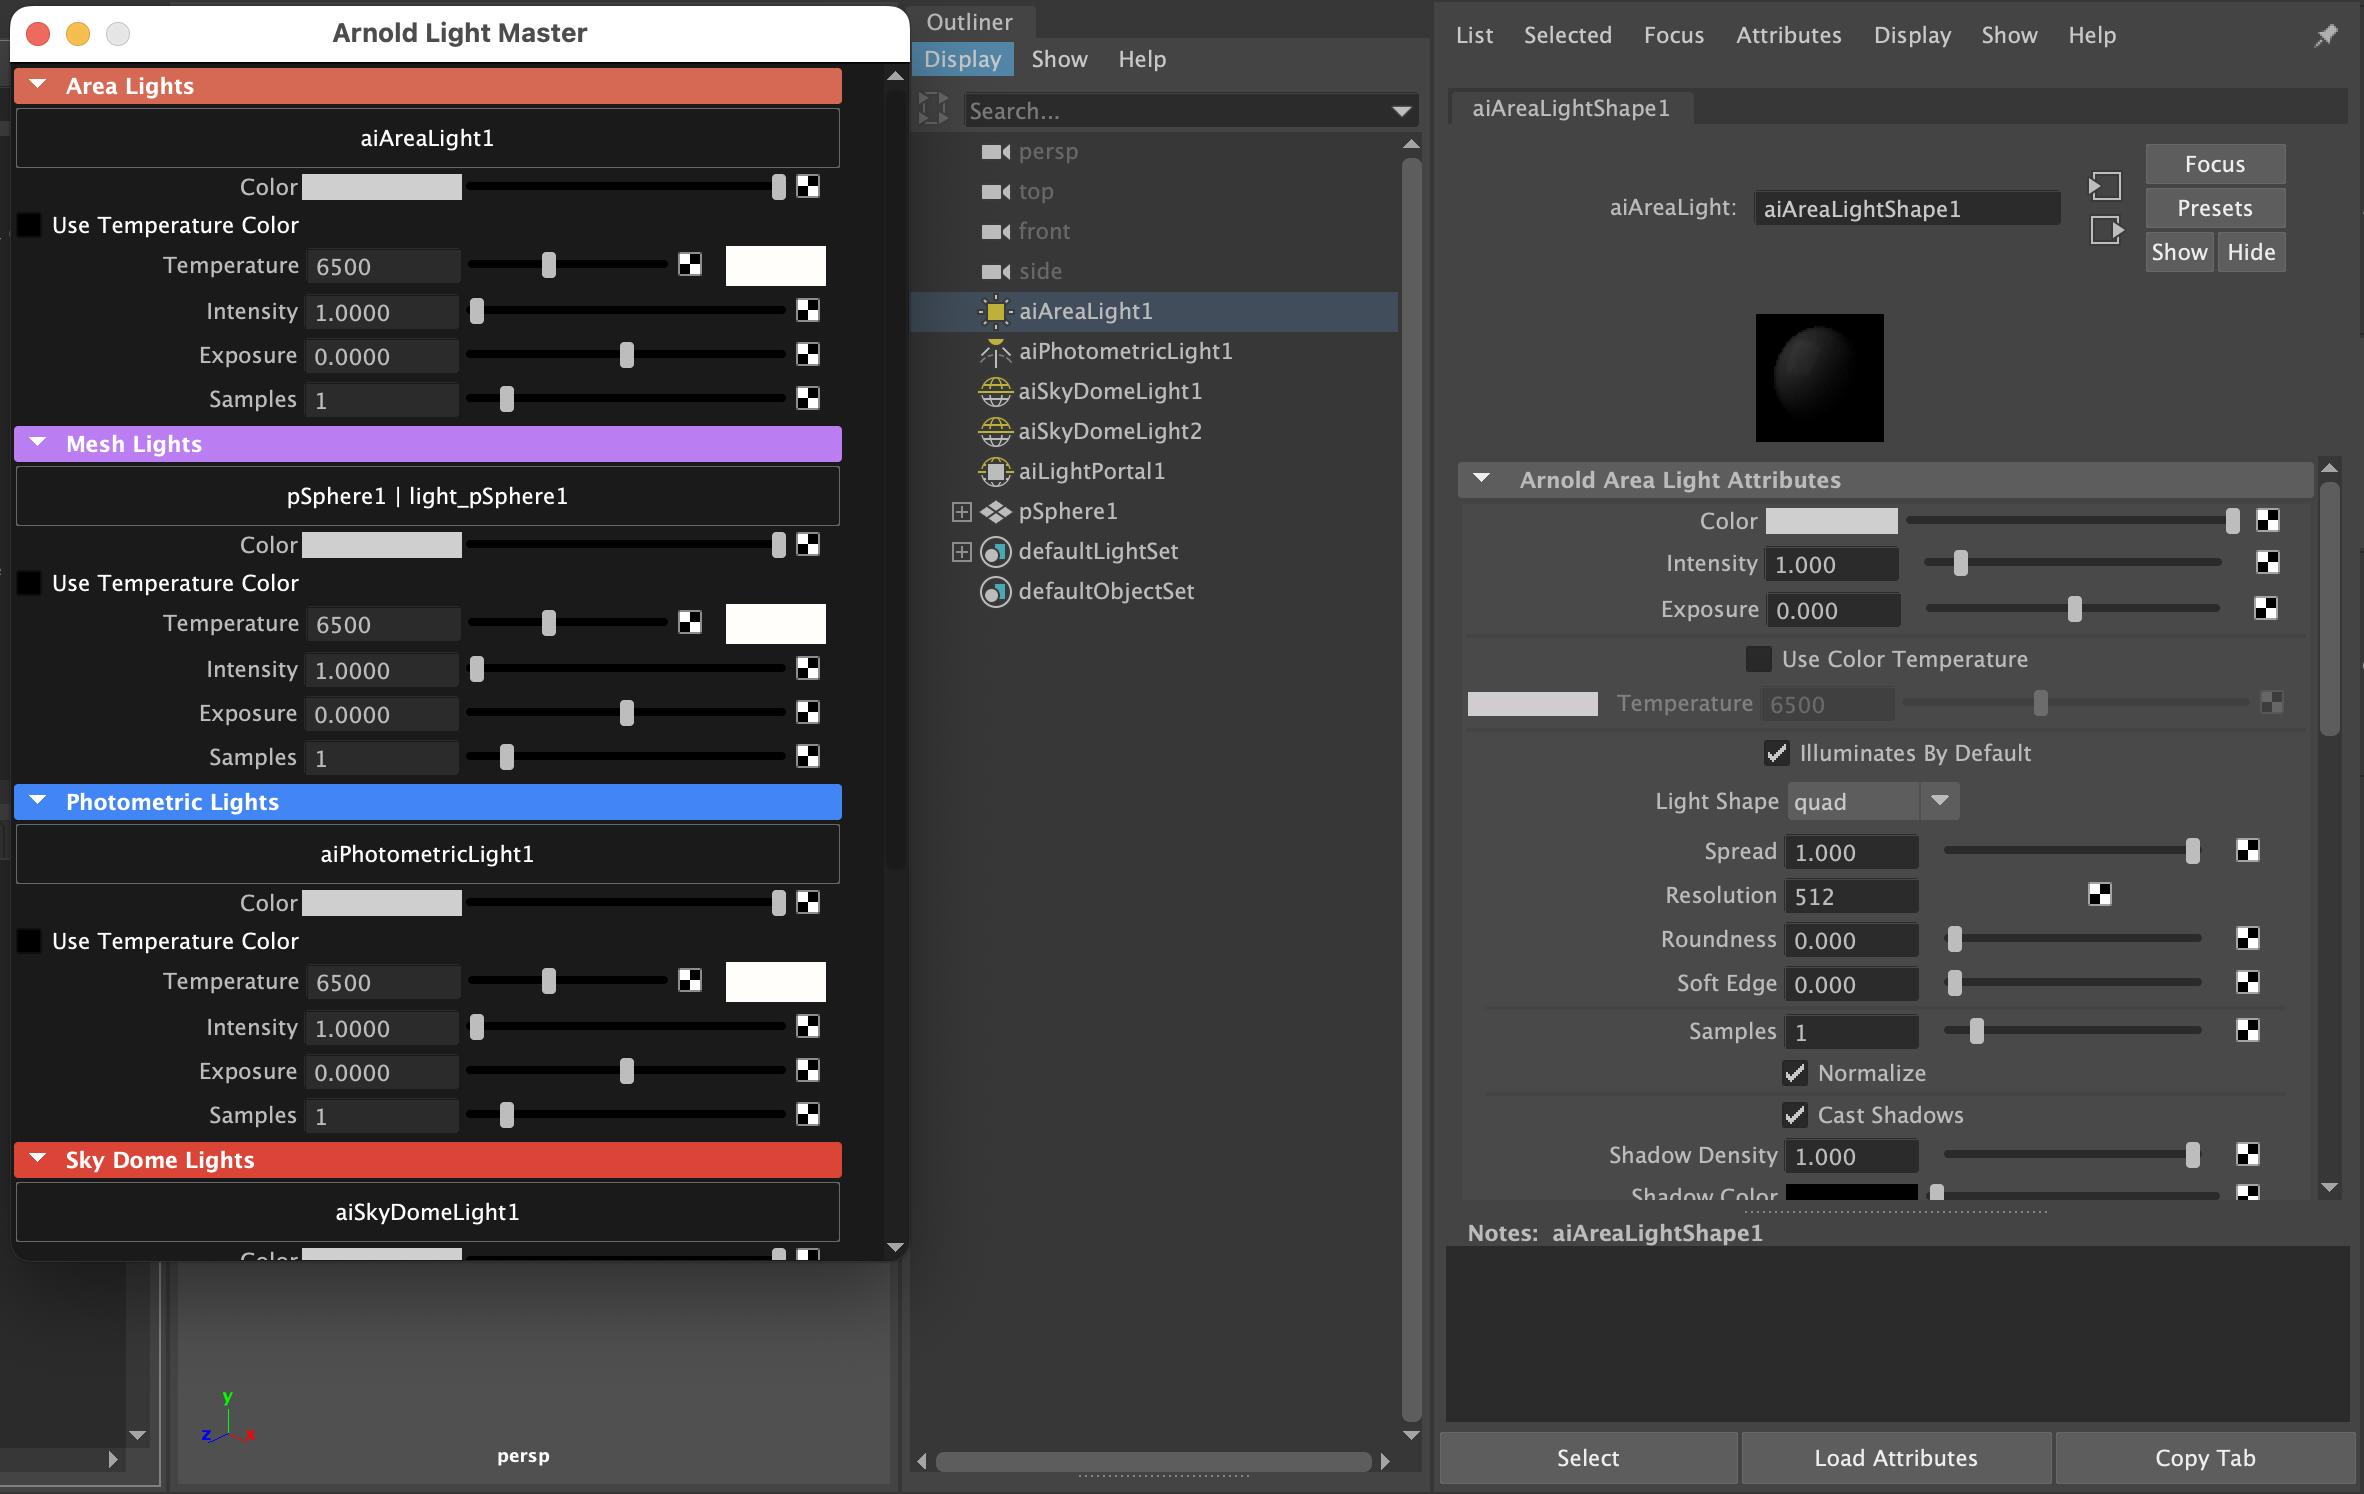 Arnold Light Master
Area Lights
aiAreaLight1
Color
Use Temperature Color
Temperature 6500
Intensity 1.0000
Exposure 0.0000
Samples 1
Mesh Lights
pSphere1 | light_pSphere1
Color
Use Temperature Color
Temperature 6500
Intensity 1.0000
Exposure 0.0000
Samples 1
Photometric Lights
aiPhotometricLight1
Color
Use Temperature Color
Temperature 6500
Intensity 1.0000
Exposure 0.0000
Samples 1
Sky Dome Lights
aiSkyDomeLight1
Color
y
z x
persp
Outliner
Display Show Help
Search...
persp
top
front
side
aiAreaLight1
aiPhotometricLight1
aiSkyDomeLight1
aiSkyDomeLight2
aiLightPortal1
pSphere1
defaultLightSet
defaultObjectSet
List Selected Focus Attributes Display Show Help
aiAreaLightShape1
Focus
aiAreaLight: aiAreaLightShape1
Presets
Show Hide
Arnold Area Light Attributes
Color
Intensity 1.000
Exposure 0.000
Use Color Temperature
Temperature 6500
Illuminates By Default
Light Shape quad
Spread 1.000
Resolution 512
Roundness 0.000
Soft Edge 0.000
Samples 1
Normalize
Cast Shadows
Shadow Density 1.000
Shadow Color
Notes: aiAreaLightShape1
Select Load Attributes Copy Tab